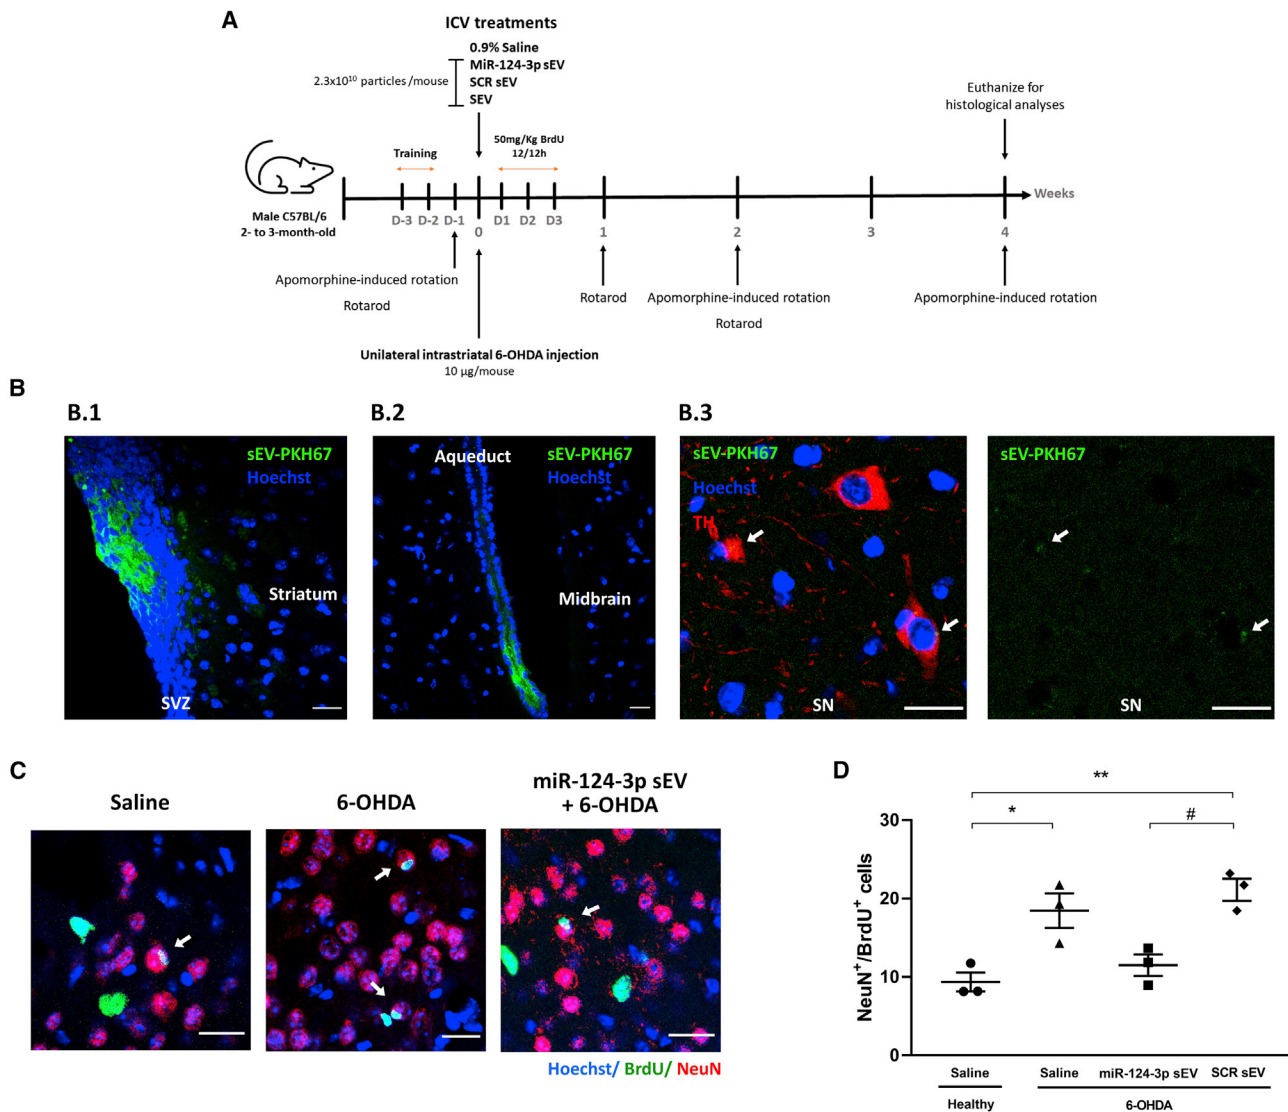 A
ICV treatments
0.9% Saline
MiR-124-3p sEV
SCR sEV
SEV
2.3x10¹⁰ particles/mouse
Euthanize for
histological analyses
Training
50mg/Kg BrdU
12/12h
Weeks
Male C57BL/6
2- to 3-month-old
D-3
D-2
D-1
0
D1
D2
D3
1
2
3
4
Apomorphine-induced rotation
Rotarod
Rotarod
Apomorphine-induced rotation
Rotarod
Apomorphine-induced rotation
Unilateral intrastriatal 6-OHDA injection
10 µg/mouse
B
B.1
B.2
B.3
sEV-PKH67
Hoechst
Striatum
SVZ
Aqueduct
sEV-PKH67
Hoechst
Midbrain
sEV-PKH67
Hoechst
TH
SN
sEV-PKH67
SN
C
Saline
6-OHDA
miR-124-3p sEV
+ 6-OHDA
Hoechst/ BrdU/ NeuN
D
**
*
#
NeuN⁺/BrdU⁺ cells
30
20
10
0
Saline
Saline
miR-124-3p sEV
SCR sEV
Healthy
6-OHDA